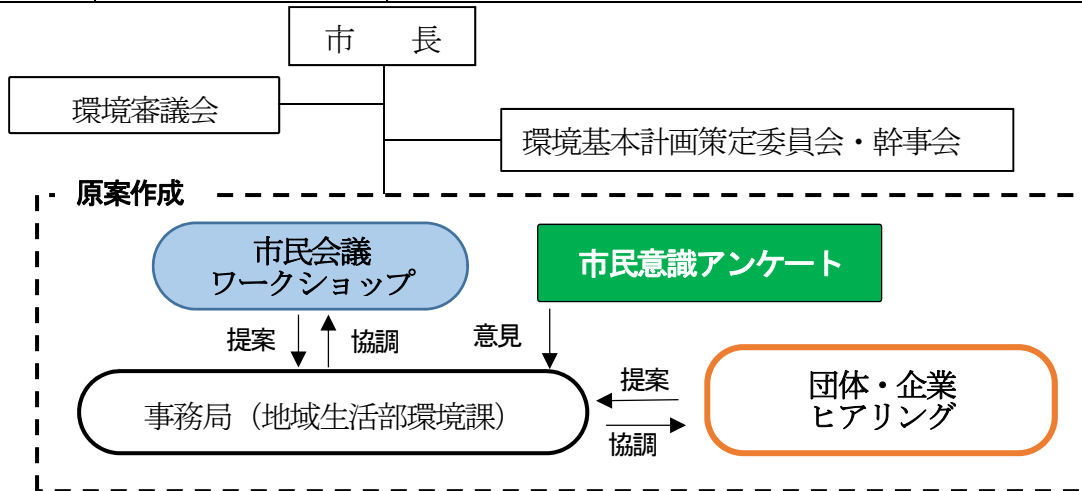 市　　長
環境審議会
環境基本計画策定委員会・幹事会
原案作成
市民会議
ワークショップ
市民意識アンケート
提案
協調
意見
事務局（地域生活部環境課）
提案
協調
団体・企業
ヒアリング